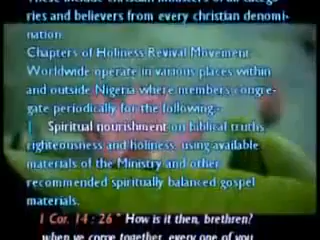 These include christian ministers of all catego-
ries and believers from every christian denomi-
nation.
Chapters of Holiness Revival Movement
Worldwide operate in various places within
and outside Nigeria where members congre-
gate periodically for the following:-
1 Spiritual nourishment on biblical truths,
righteousness and holiness, using available
materials of the Ministry and other
recommended spiritually balanced gospel
materials.
1 Cor. 14 : 26 " How is it then, brethren?
when ye come together, every one of you